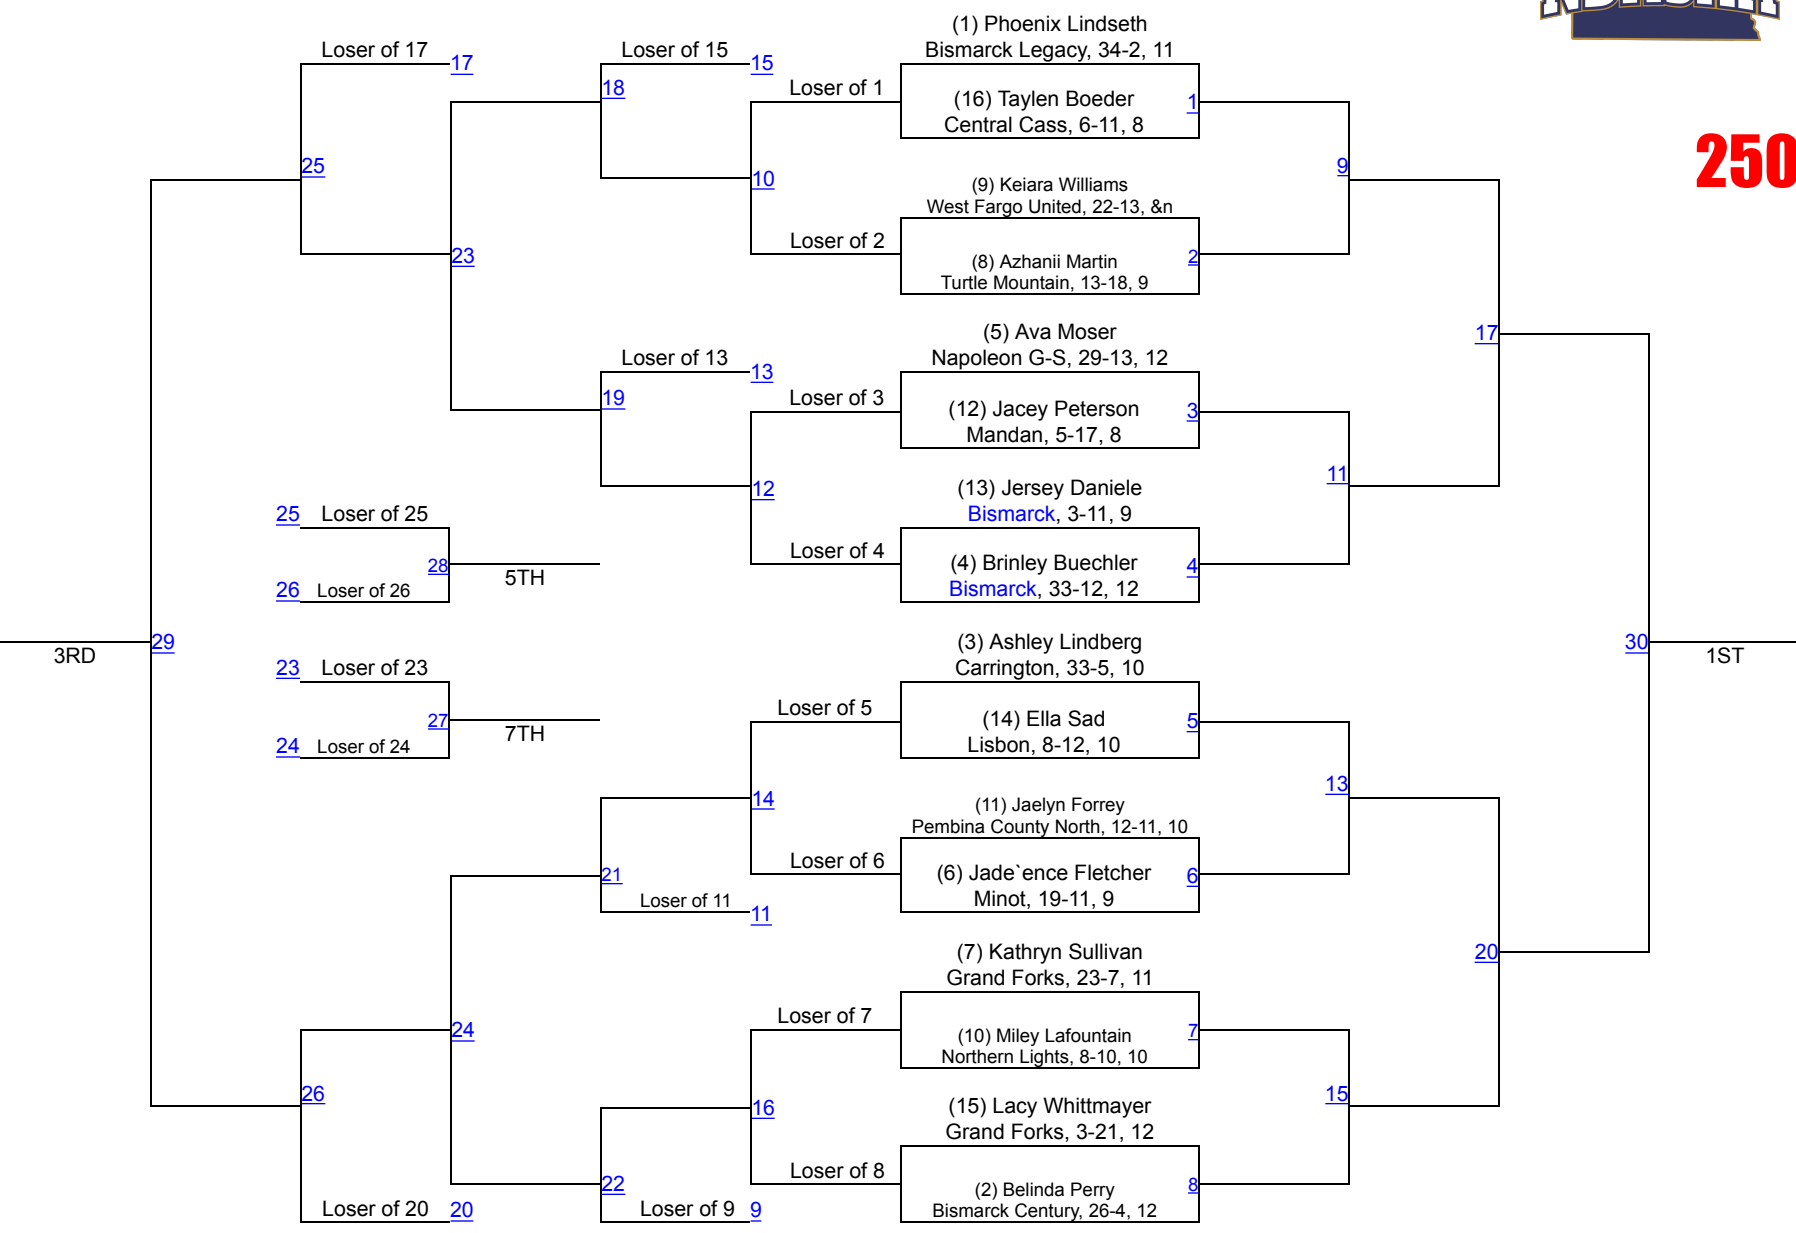 NDHSAA
250
(1) Phoenix Lindseth
Bismarck Legacy, 34-2, 11
(16) Taylen Boeder
Central Cass, 6-11, 8
1
(9) Keiara Williams
West Fargo United, 22-13, &n
(8) Azhanii Martin
Turtle Mountain, 13-18, 9
2
(5) Ava Moser
Napoleon G-S, 29-13, 12
(12) Jacey Peterson
Mandan, 5-17, 8
3
(13) Jersey Daniele
Bismarck, 3-11, 9
(4) Brinley Buechler
Bismarck, 33-12, 12
4
(3) Ashley Lindberg
Carrington, 33-5, 10
(14) Ella Sad
Lisbon, 8-12, 10
5
(11) Jaelyn Forrey
Pembina County North, 12-11, 10
(6) Jade`ence Fletcher
Minot, 19-11, 9
6
(7) Kathryn Sullivan
Grand Forks, 23-7, 11
(10) Miley Lafountain
Northern Lights, 8-10, 10
7
(15) Lacy Whittmayer
Grand Forks, 3-21, 12
(2) Belinda Perry
Bismarck Century, 26-4, 12
8
9
11
13
15
17
20
30
1ST
Loser of 1
Loser of 2
10
Loser of 3
Loser of 4
12
Loser of 5
Loser of 6
14
Loser of 7
Loser of 8
16
Loser of 15 15
18
Loser of 13 13
19
21
Loser of 11 11
22
Loser of 9 9
23
24
Loser of 17 17
25
26
Loser of 20 20
29
3RD
25 Loser of 25
28
5TH
26 Loser of 26
23 Loser of 23
27
7TH
24 Loser of 24